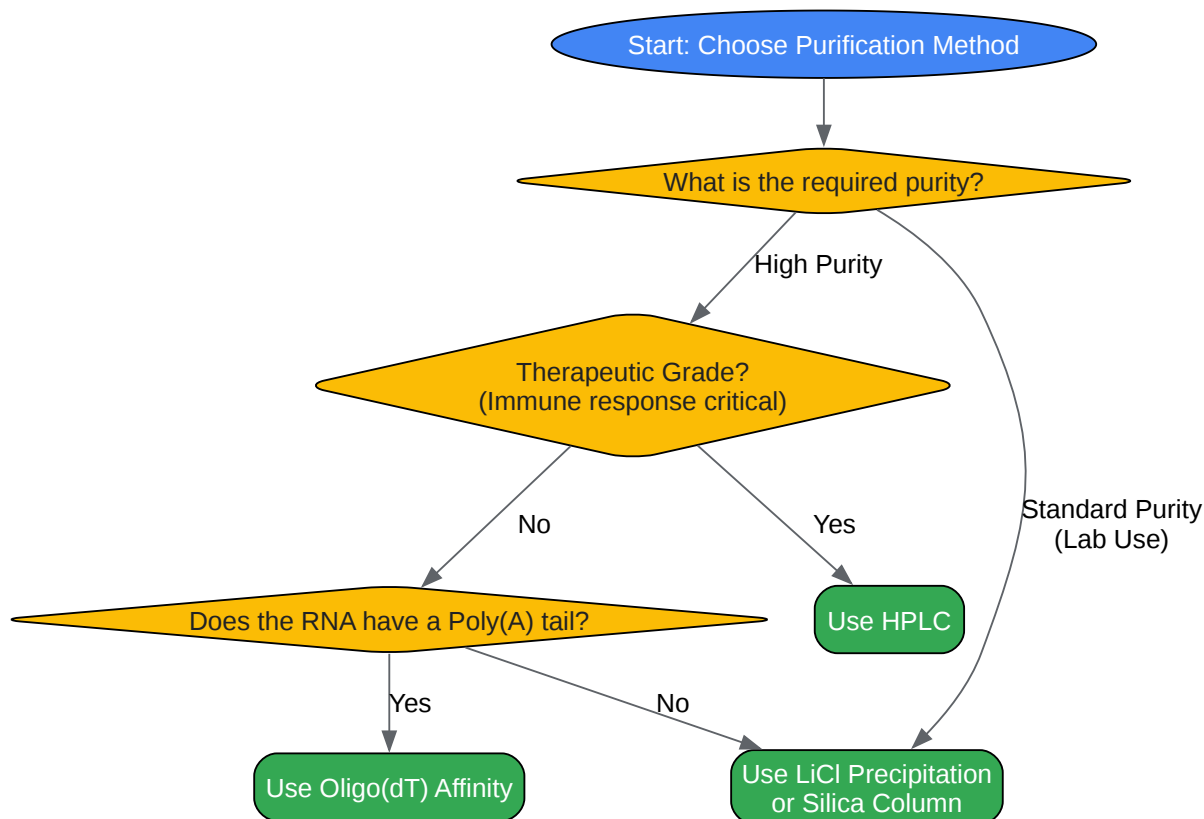 Start: Choose Purification Method
What is the required purity?
High Purity
Therapeutic Grade?
(Immune response critical)
No
Yes
Standard Purity
(Lab Use)
Does the RNA have a Poly(A) tail?
Use HPLC
Yes
No
Use Oligo(dT) Affinity
Use LiCl Precipitation
or Silica Column